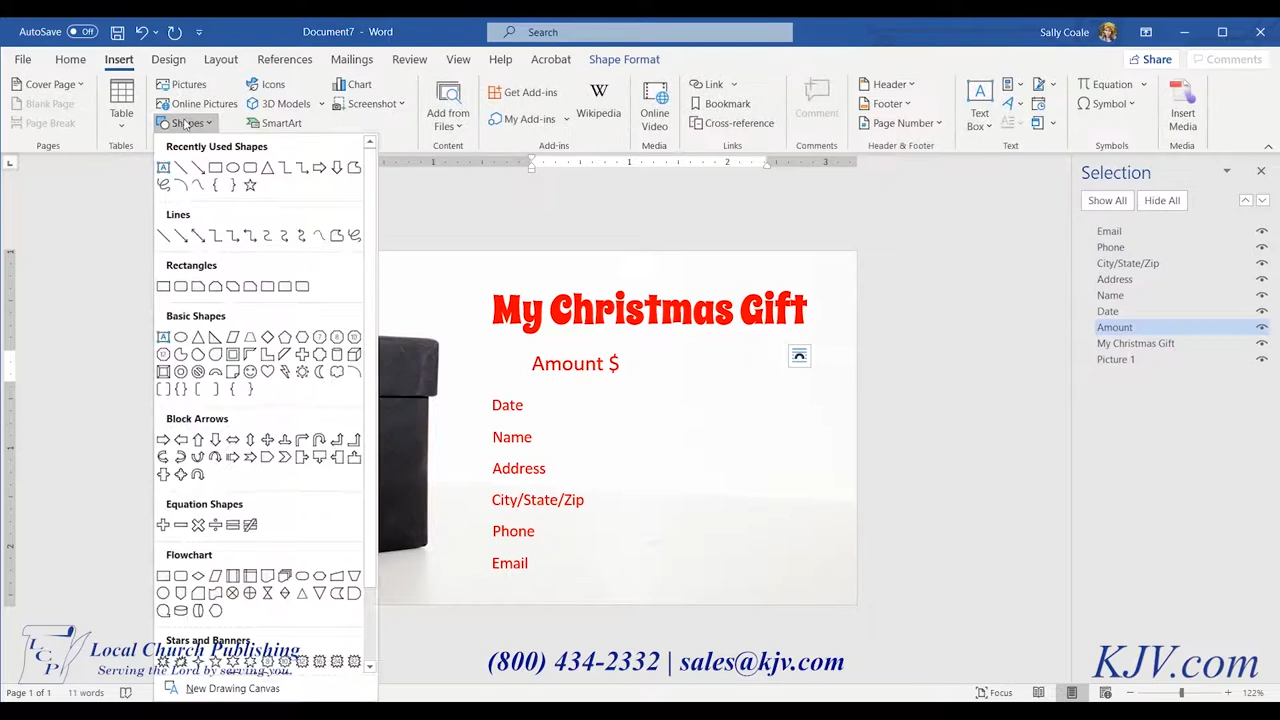 AutoSave Off Document7 - Word Search Sally Coale
File Home Insert Design Layout References Mailings Review View Help Acrobat Shape Format Share Comments
Cover Page
Blank Page
Page Break
Pages
Table
Tables
Pictures
Online Pictures
Shapes
Icons
3D Models
SmartArt
Chart
Screenshot
Add from Files
Content
Get Add-ins
My Add-ins
Wikipedia
Add-ins
Online Video
Media
Link
Bookmark
Cross-reference
Links
Comment
Comments
Header
Footer
Page Number
Header & Footer
Text Box
Text
Equation
Symbol
Symbols
Insert Media
Media
Recently Used Shapes
Lines
Rectangles
Basic Shapes
Block Arrows
Equation Shapes
Flowchart
Stars and Banners
New Drawing Canvas
1 1 2 3
1
1
2
My Christmas Gift
Amount $
Date
Name
Address
City/State/Zip
Phone
Email
Selection
Show All Hide All
Email
Phone
City/State/Zip
Address
Name
Date
Amount
My Christmas Gift
Picture 1
LCP
Local Church Publishing
Serving the Lord by serving you.
(800) 434-2332 | sales@kjv.com
KJV.com
Page 1 of 1 11 words Focus 122%